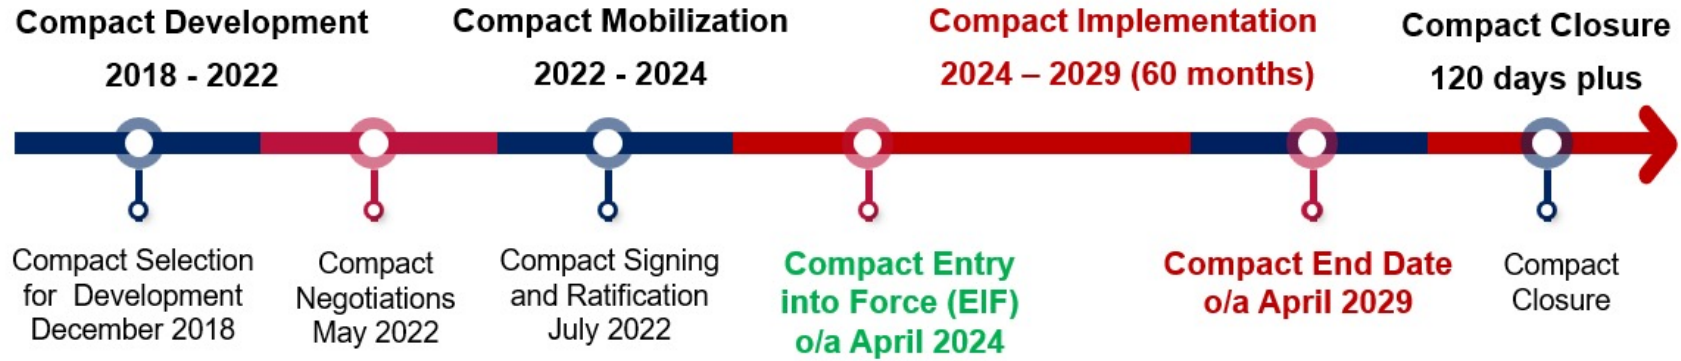 Compact Development
2018 - 2022
Compact Mobilization
2022 - 2024
Compact Implementation
2024 – 2029 (60 months)
Compact Closure
120 days plus
Compact Selection
for Development
December 2018
Compact
Negotiations
May 2022
Compact Signing
and Ratification
July 2022
Compact Entry
into Force (EIF)
o/a April 2024
Compact End Date
o/a April 2029
Compact
Closure